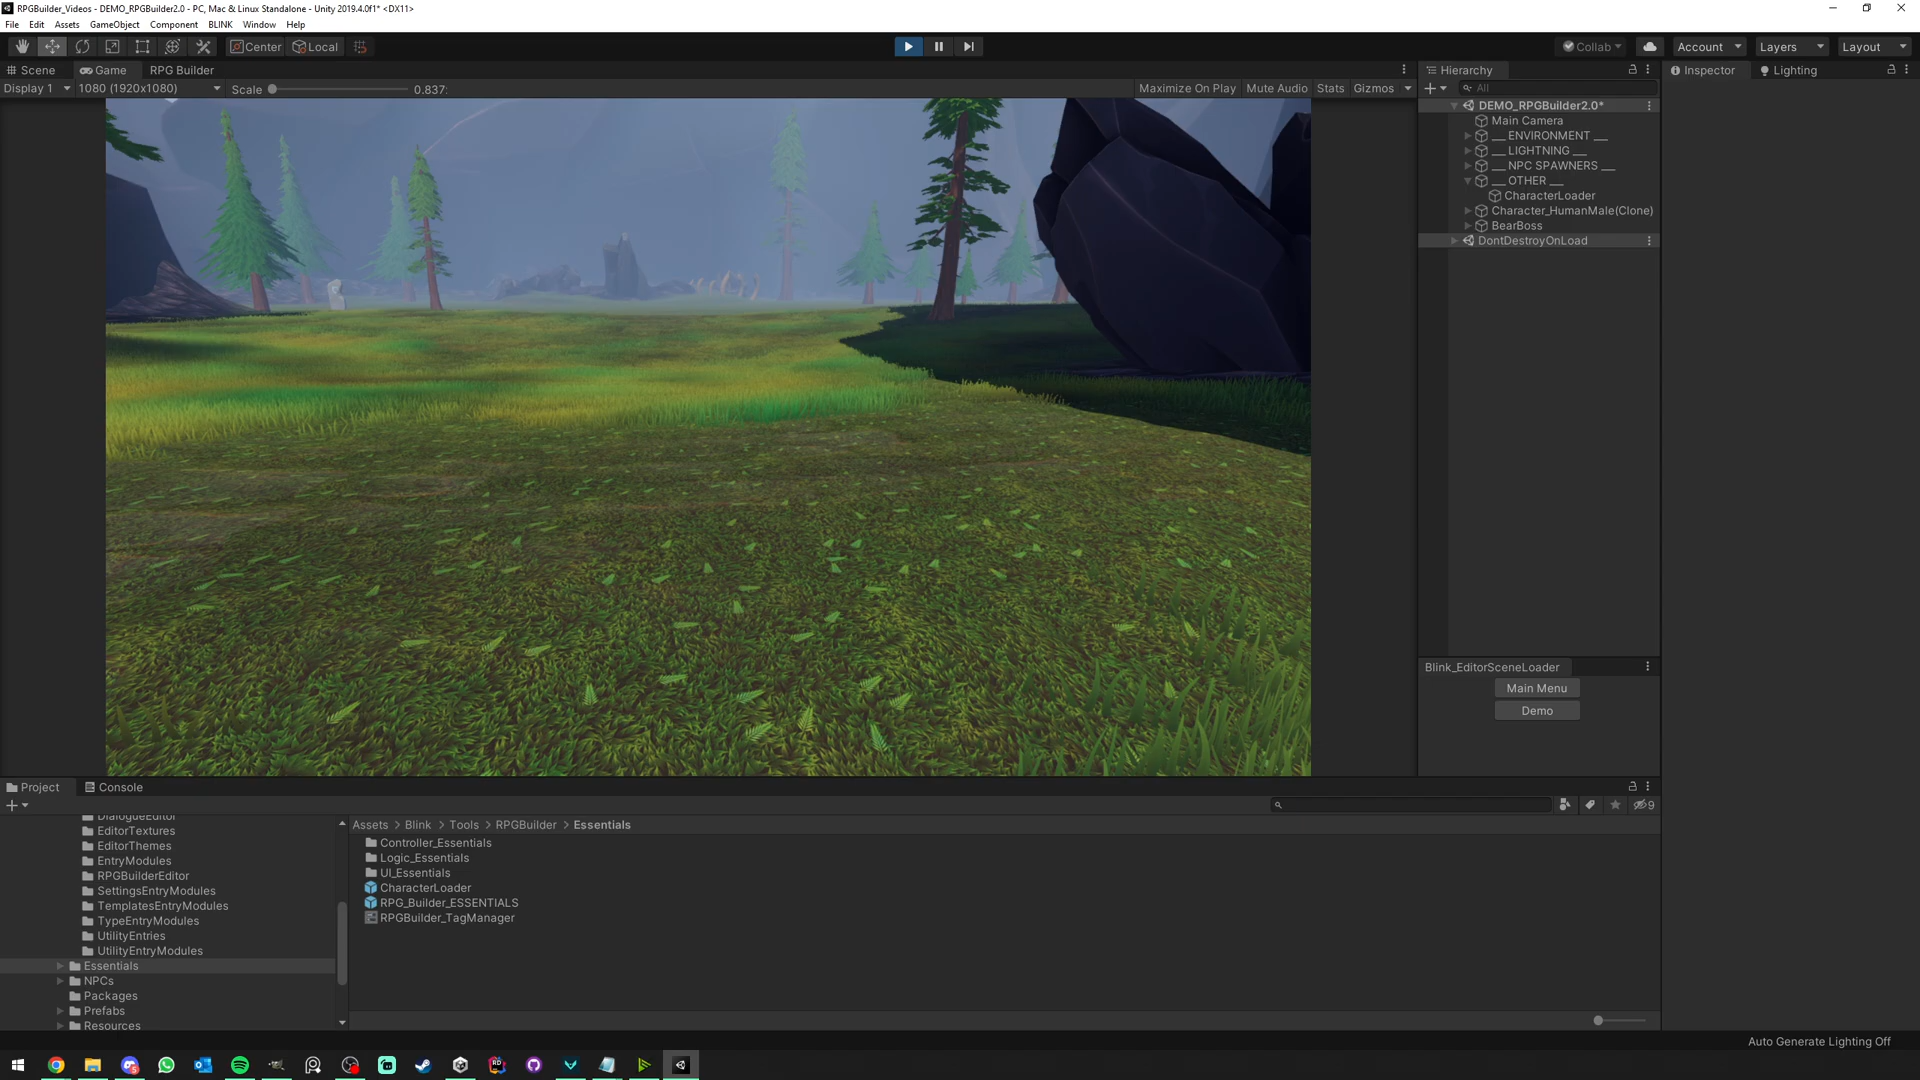 RPGBuilder_Videos - DEMO_RPGBuilder2.0 - PC, Mac & Linux Standalone - Unity 2019.4.0f1* <DX11>
File Edit Assets GameObject Component BLINK Window Help
Center Local Collab Account Layers Layout
Scene Game RPG Builder Hierarchy Inspector Lighting
Display 1 1080 (1920x1080) Scale 0.837: Maximize On Play Mute Audio Stats Gizmos All
DEMO_RPGBuilder2.0*
Main Camera
__ ENVIRONMENT __
__ LIGHTNING __
__ NPC SPAWNERS __
__ OTHER __
CharacterLoader
Character_HumanMale(Clone)
BearBoss
DontDestroyOnLoad
Blink_EditorSceneLoader
Main Menu
Demo
Project Console
9
DialogueEditor
EditorTextures
EditorThemes
EntryModules
RPGBuilderEditor
SettingsEntryModules
TemplatesEntryModules
TypeEntryModules
UtilityEntries
UtilityEntryModules
Essentials
NPCs
Packages
Prefabs
Resources
Assets > Blink > Tools > RPGBuilder > Essentials
Controller_Essentials
Logic_Essentials
UI_Essentials
CharacterLoader
RPG_Builder_ESSENTIALS
RPGBuilder_TagManager
Auto Generate Lighting Off